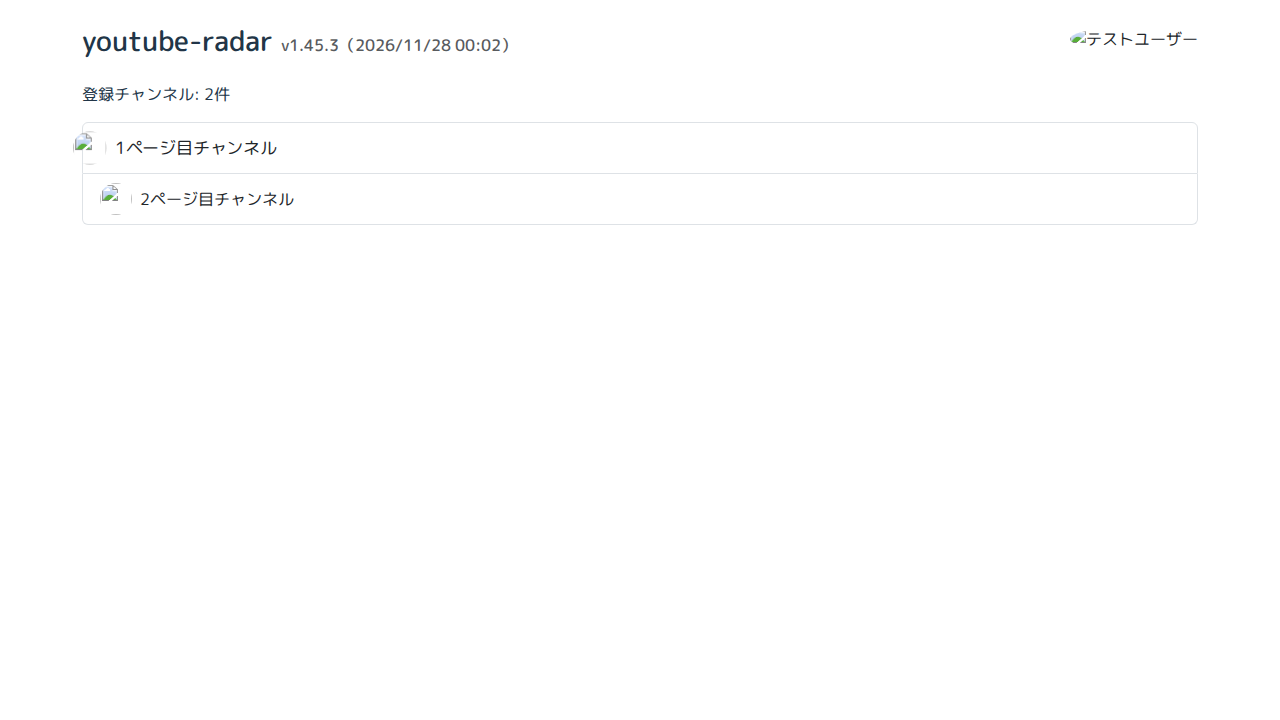 youtube-radar v1.45.3（2026/11/28 00:02）
テストユーザー
登録チャンネル: 2件
1ページ目チャンネル
2ページ目チャンネル